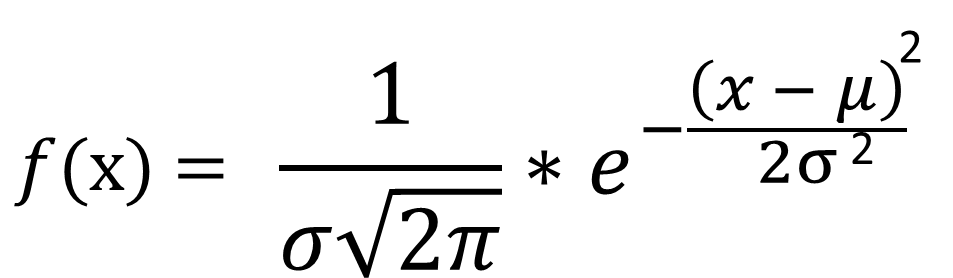 f(x) = 1/(σ√(2π)) * e^(-(x − μ)²/(2σ²))